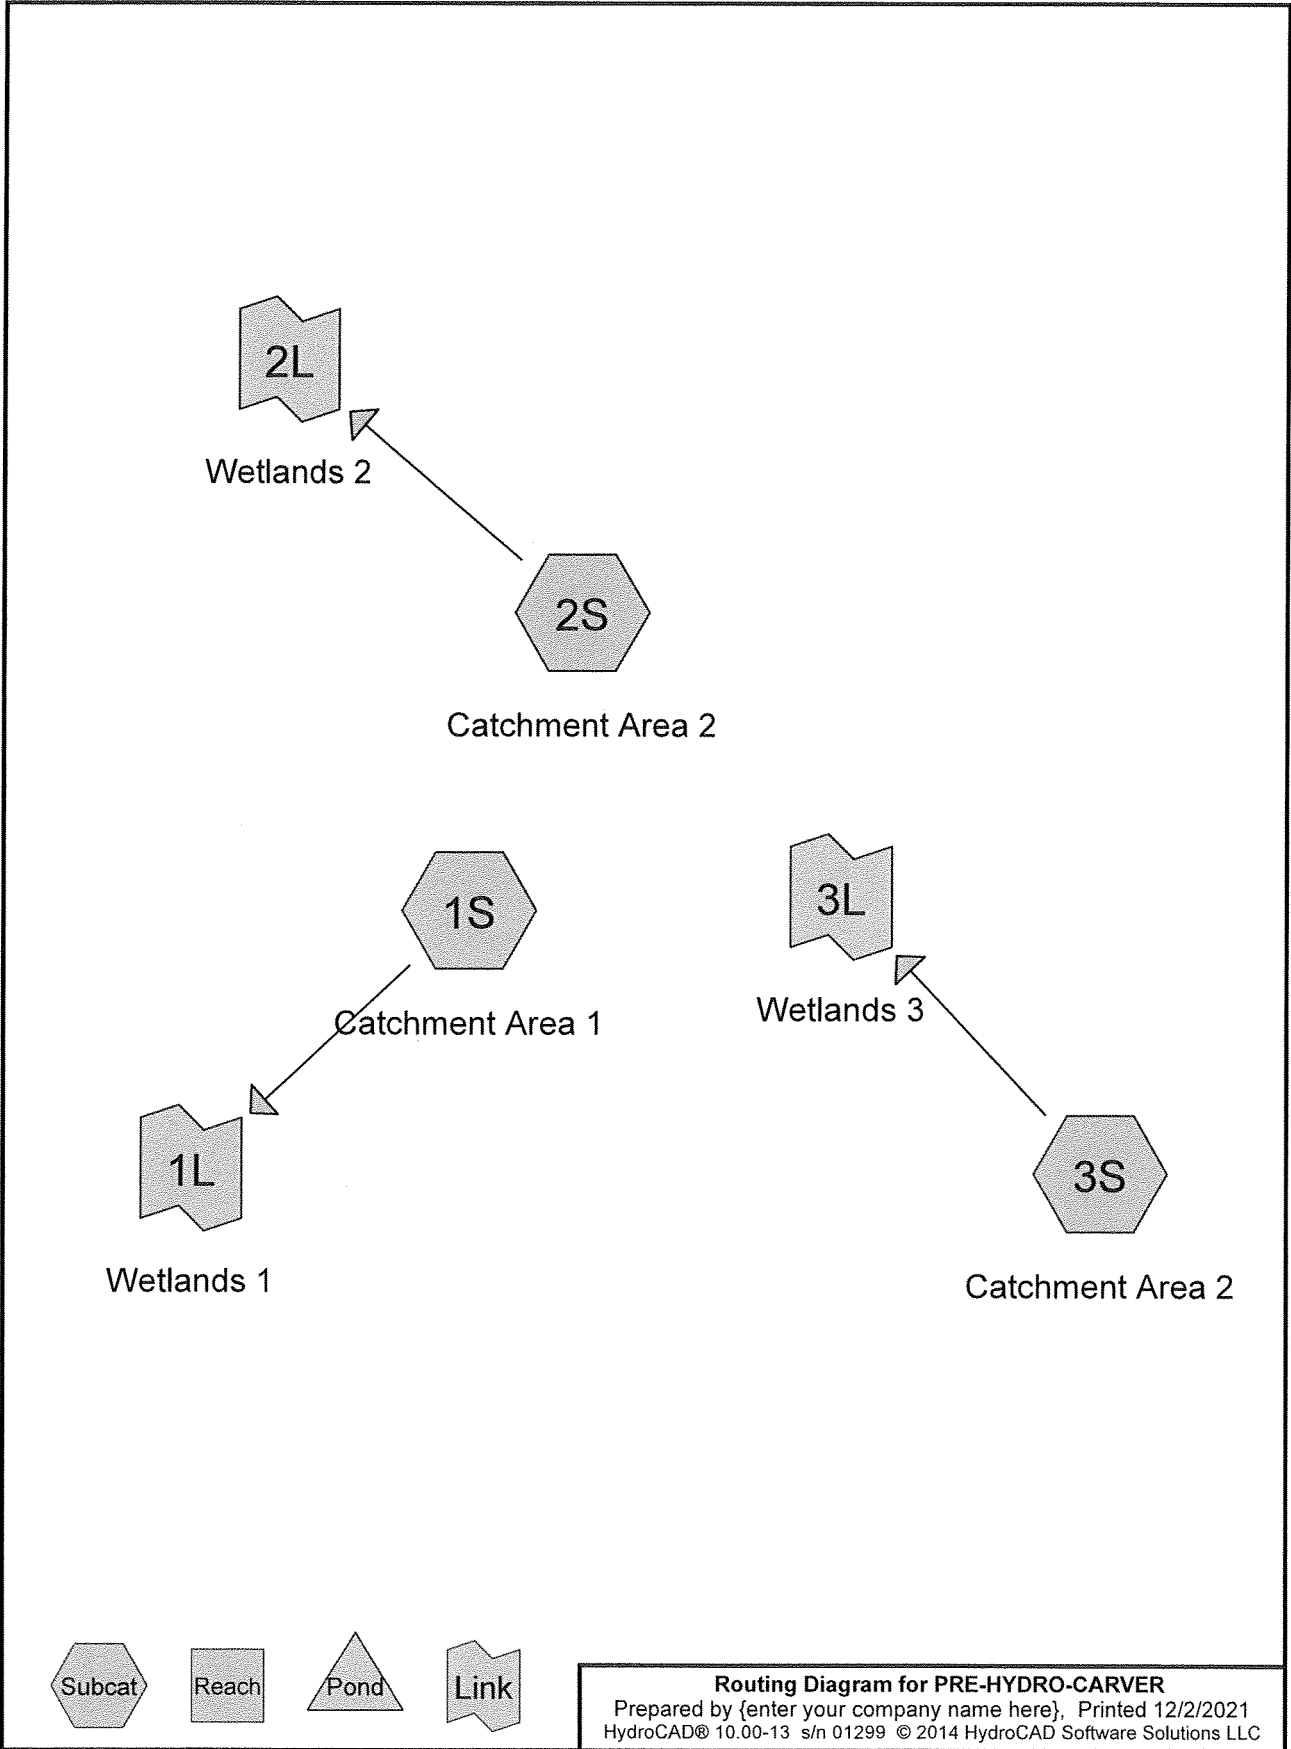 2L
Wetlands 2
2S
Catchment Area 2
1S
Catchment Area 1
3L
Wetlands 3
1L
Wetlands 1
3S
Catchment Area 2
Subcat
Reach
Pond
Link
Routing Diagram for PRE-HYDRO-CARVER
Prepared by {enter your company name here}, Printed 12/2/2021
HydroCAD® 10.00-13 s/n 01299 © 2014 HydroCAD Software Solutions LLC